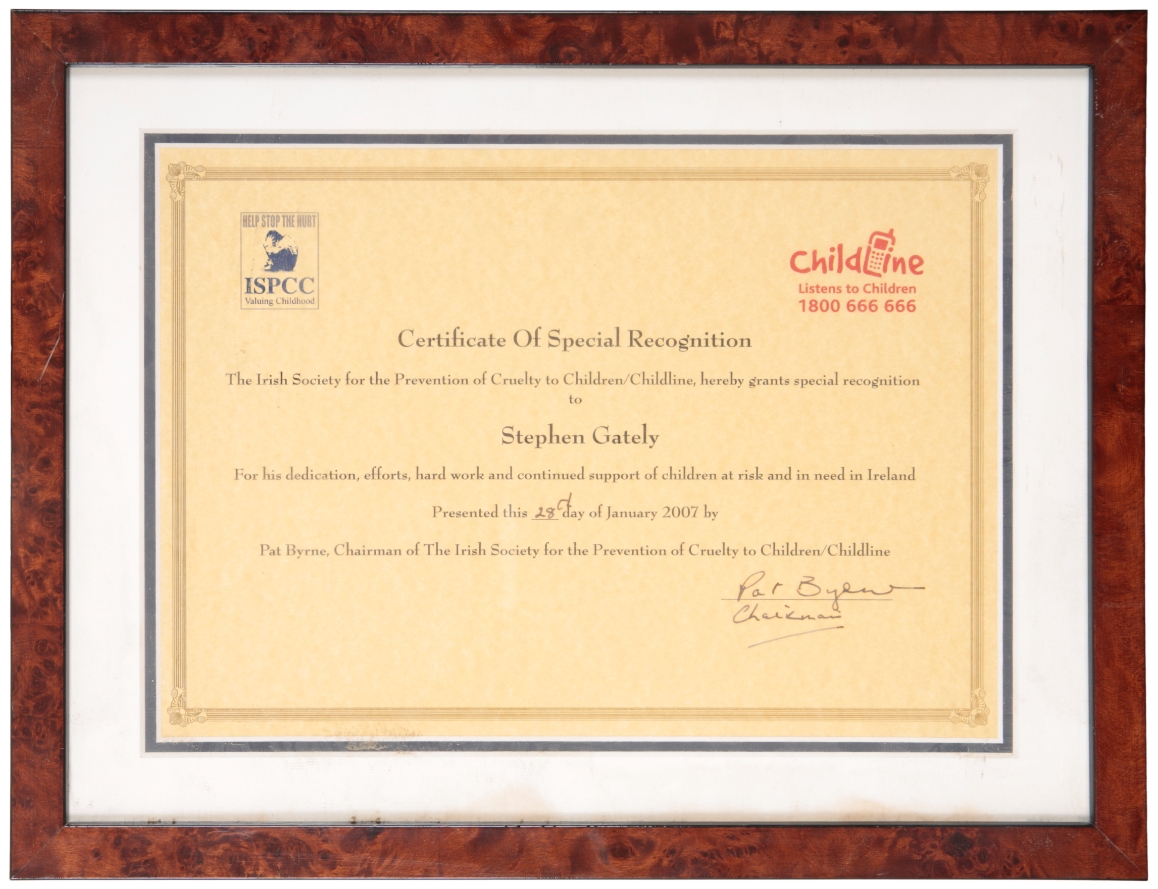 HELP STOP THE HURT
ISPCC
Valuing Childhood
ChildLine
Listens to Children
1800 666 666
Certificate Of Special Recognition
The Irish Society for the Prevention of Cruelty to Children/Childline, hereby grants special recognition
to
Stephen Gately
For his dedication, efforts, hard work and continued support of children at risk and in need in Ireland
Presented this 28th day of January 2007 by
Pat Byrne, Chairman of The Irish Society for the Prevention of Cruelty to Children/Childline
Pat Byrne
Chairman